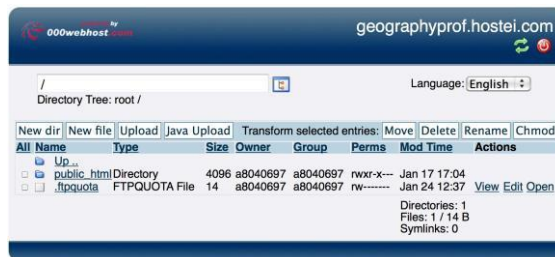 by
000webhost.com
geographyprof.hostei.com
/
Language: English
Directory Tree: root /
New dir New file Upload Java Upload Transform selected entries: Move Delete Rename Chmod
All Name Type Size Owner Group Perms Mod Time Actions
Up ..
public_html Directory 4096 a8040697 a8040697 rwxr-x--- Jan 17 17:04
.ftpquota FTPQUOTA File 14 a8040697 a8040697 rw------- Jan 24 12:37 View Edit Open
Directories: 1
Files: 1 / 14 B
Symlinks: 0